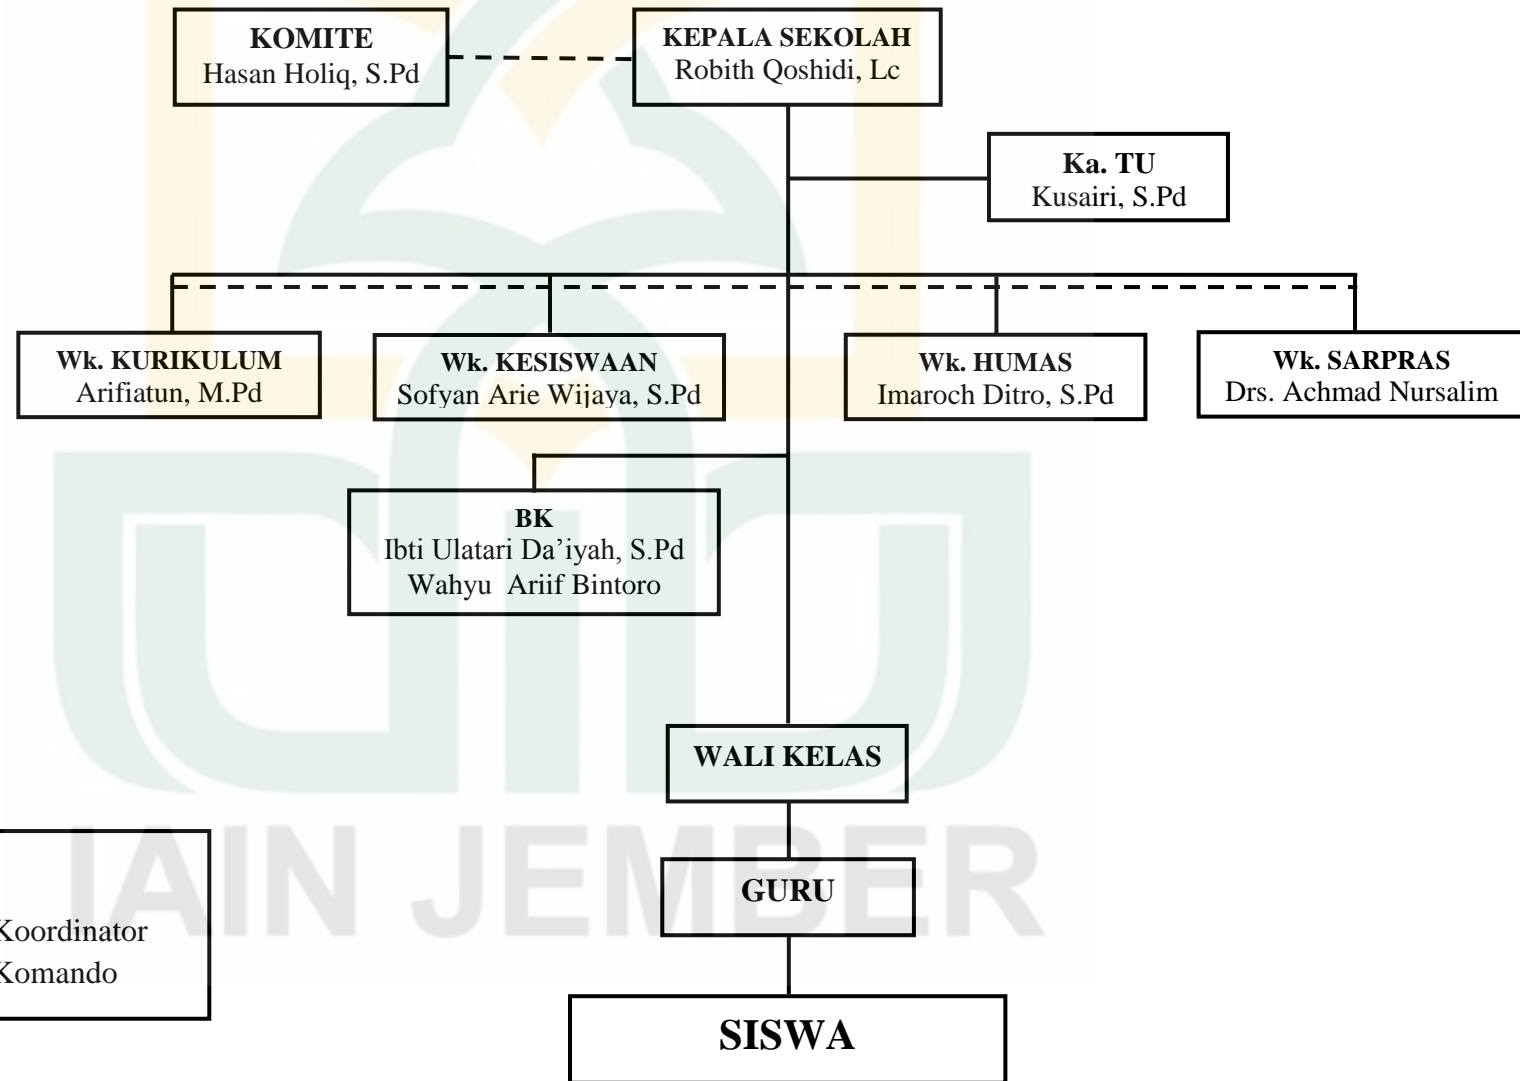 KOMITE
Hasan Holiq, S.Pd
KEPALA SEKOLAH
Robith Qoshidi, Lc
Ka. TU
Kusairi, S.Pd
Wk. KURIKULUM
Arifiatun, M.Pd
Wk. KESISWAAN
Sofyan Arie Wijaya, S.Pd
Wk. HUMAS
Imaroch Ditro, S.Pd
Wk. SARPRAS
Drs. Achmad Nursalim
BK
Ibti Ulatari Da’iyah, S.Pd
Wahyu  Ariif Bintoro
WALI KELAS
GURU
SISWA
Koordinator
Komando
IAIN JEMBER